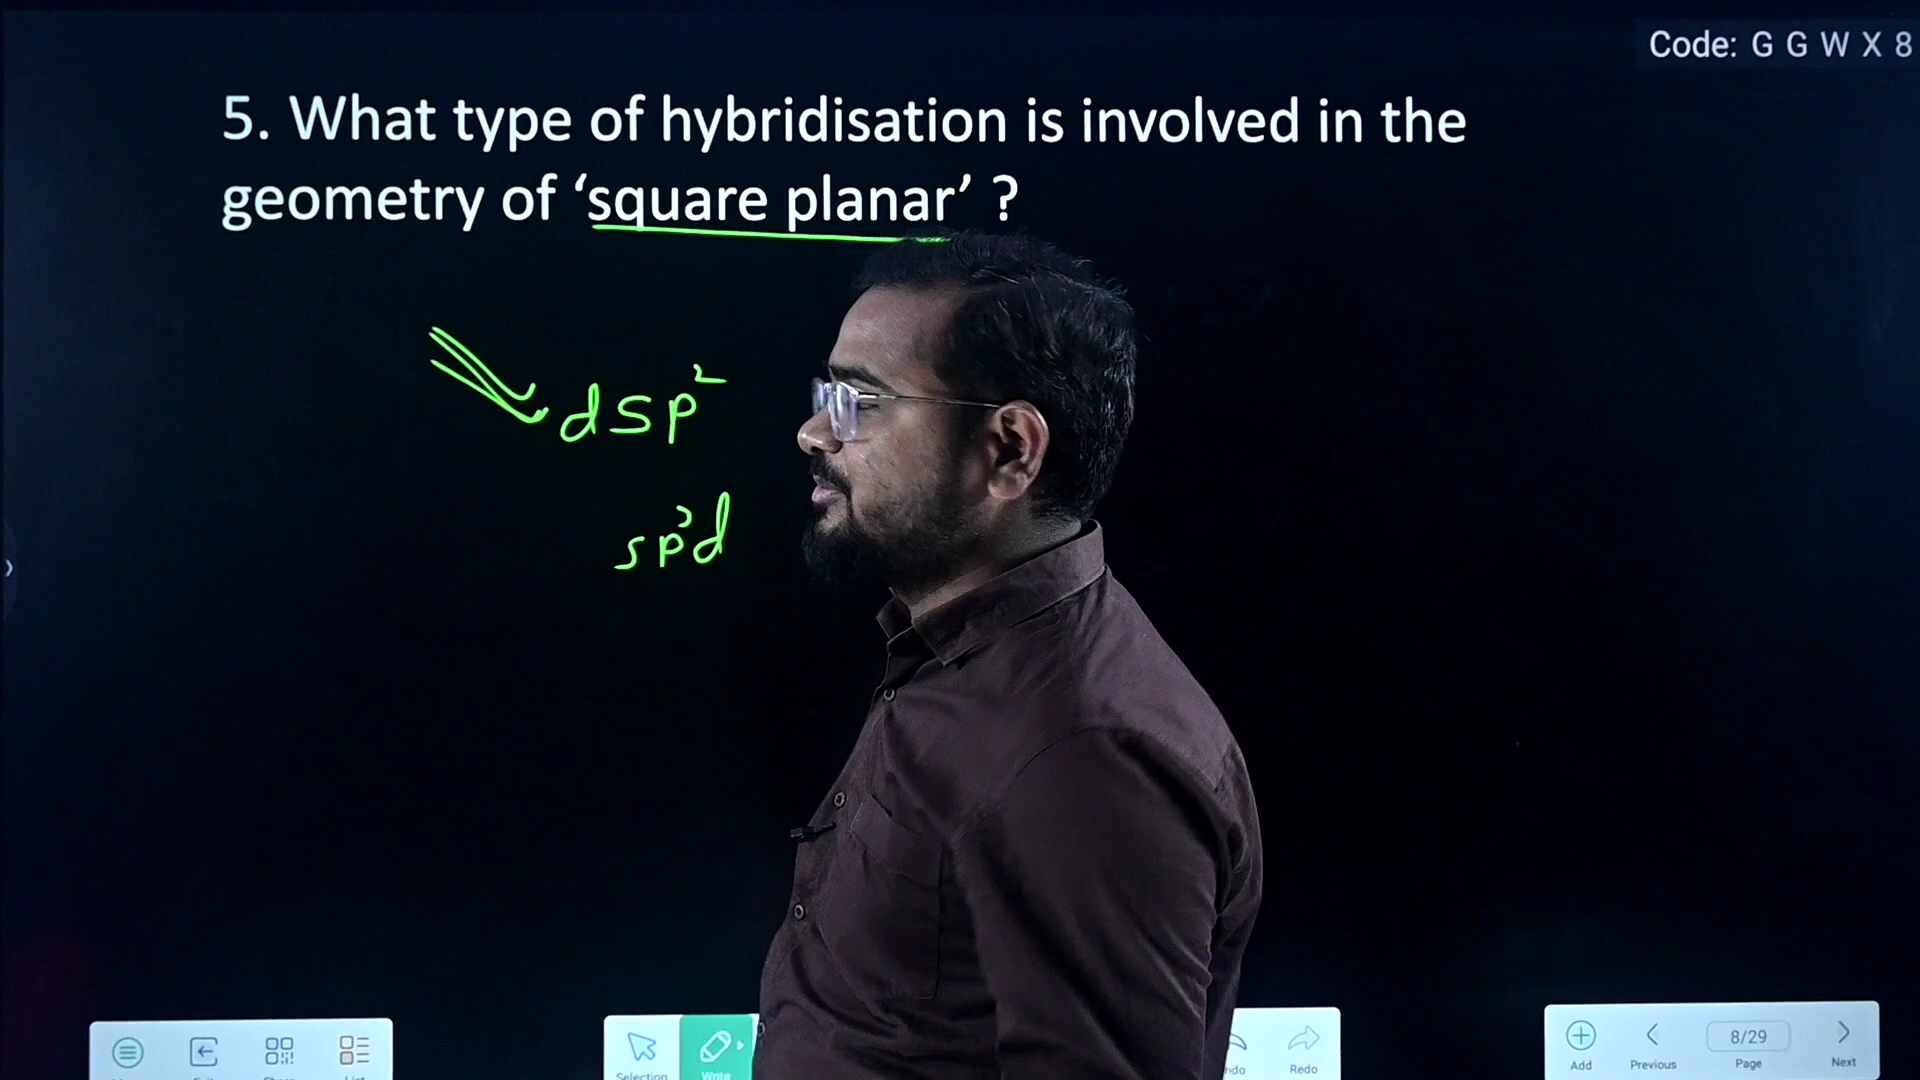 Code: G G W X 8
5. What type of hybridisation is involved in the
geometry of ‘square planar’ ?
dsp²
sp³d
Selection
Write
Redo
Add
Previous
8/29
Page
Next